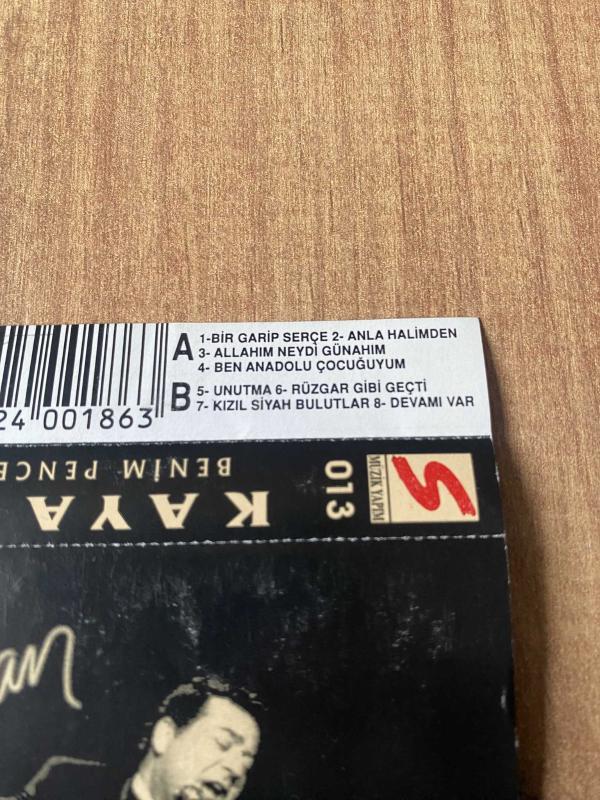 A
1-BİR GARİP SERÇE 2- ANLA HALİMDEN
3- ALLAHIM NEYDİ GÜNAHIM
4- BEN ANADOLU ÇOCUĞUYUM
B
5- UNUTMA 6- RÜZGAR GİBİ GEÇTİ
7- KIZIL SİYAH BULUTLAR 8- DEVAMI VAR
24 001863
S
MÜZİK YAPIM
013
KAYA
BENİM PENCE
an